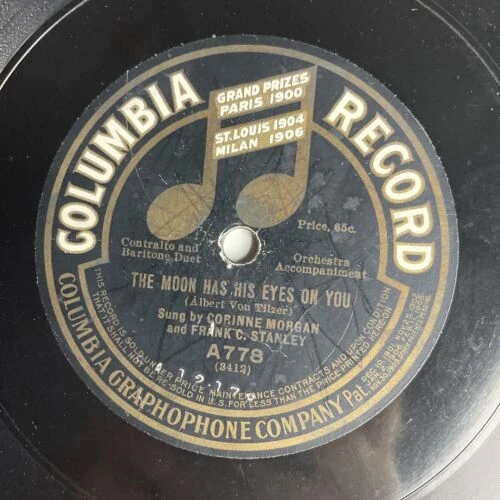 COLUMBIA RECORD
GRAND PRIZES
PARIS 1900
ST. LOUIS 1904
MILAN 1906
Price, 65c.
Contralto and
Baritone Duet
Orchestra
Accompaniment
THE MOON HAS HIS EYES ON YOU
(Albert Von Tilzer)
Sung by CORINNE MORGAN
and FRANK C. STANLEY
A778
(3413)
THIS RECORD IS SOLD UNDER PRICE MAINTENANCE CONTRACTS AND UPON CONDITION
THAT IT SHALL NOT BE RE-SOLD IN U.S. FOR LESS THAN THE PRICE PRINTED HEREON.
COLUMBIA GRAPHOPHONE COMPANY
Pat.